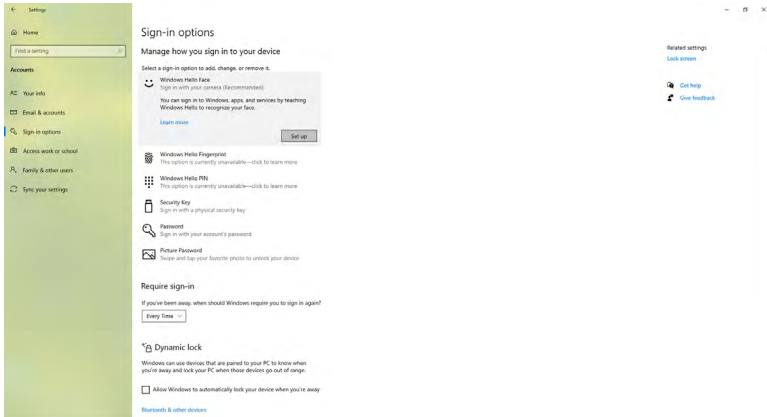 Settings
Home
Find a setting
Accounts
Your info
Email & accounts
Sign-in options
Access work or school
Family & other users
Sync your settings
Sign-in options
Manage how you sign in to your device
Select a sign-in option to add, change, or remove it.
Windows Hello Face
Sign in with your camera (Recommended)
You can sign in to Windows, apps, and services by teaching
Windows Hello to recognize your face.
Learn more
Set up
Windows Hello Fingerprint
This option is currently unavailable—click to learn more
Windows Hello PIN
This option is currently unavailable—click to learn more
Security Key
Sign in with a physical security key
Password
Sign in with your account's password
Picture Password
Swipe and tap your favorite photo to unlock your device
Require sign-in
If you've been away, when should Windows require you to sign in again?
Every Time
Dynamic lock
Windows can use devices that are paired to your PC to know when
you're away and lock your PC when those devices go out of range.
Allow Windows to automatically lock your device when you're away
Bluetooth & other devices
Related settings
Lock screen
Get help
Give feedback